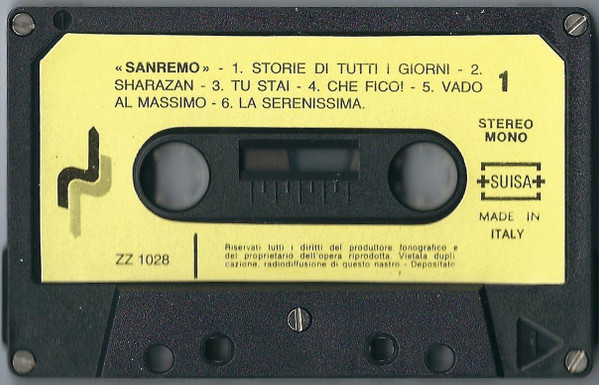 «SANREMO» - 1. STORIE DI TUTTI I GIORNI - 2.
SHARAZAN - 3. TU STAI - 4. CHE FICO! - 5. VADO
AL MASSIMO - 6. LA SERENISSIMA.
1
STEREO
MONO
SUISA
MADE IN
ITALY
ZZ 1028
Riservati tutti i diritti del produttore fonografico e
del proprietario dell'opera riprodotta. Vietata dupli
cazione, radiodiffusione di questo nastro - Depositato